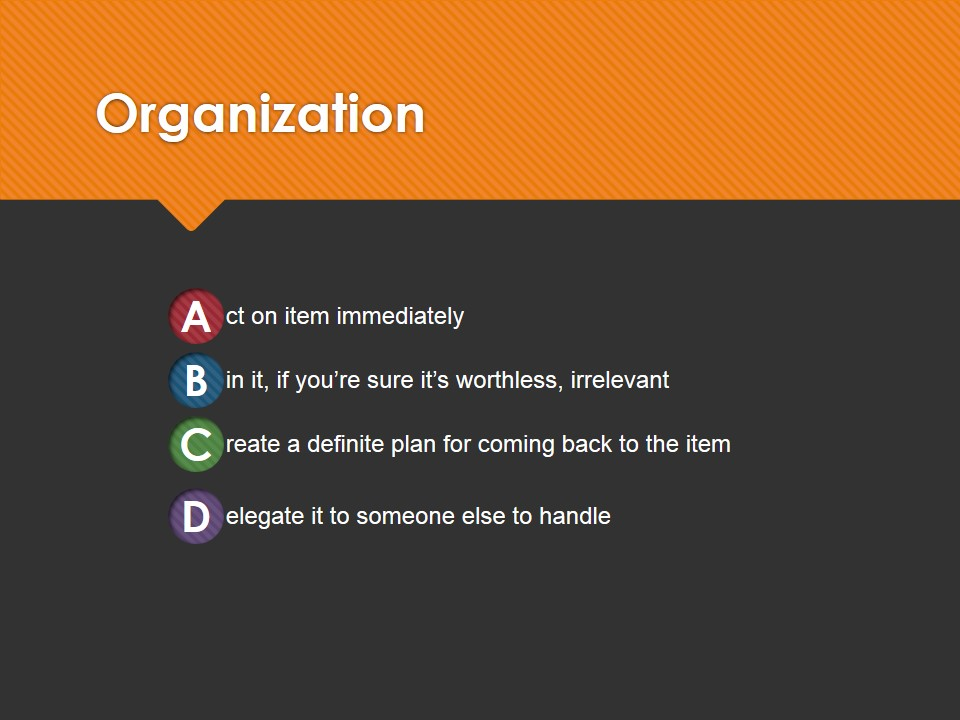 Organization
Act on item immediately
Bin it, if you’re sure it’s worthless, irrelevant
Create a definite plan for coming back to the item
Delegate it to someone else to handle